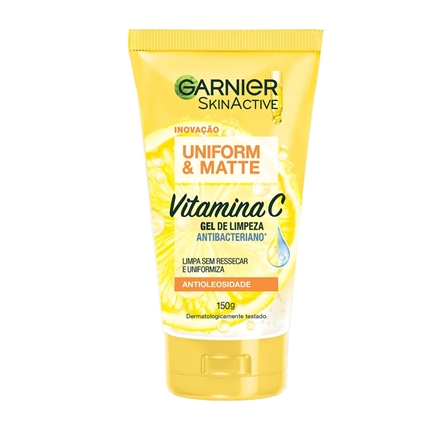 GARNIER
SKINACTIVE
INOVAÇÃO
UNIFORM
& MATTE
Vitamina C
GEL DE LIMPEZA
ANTIBACTERIANO*
LIMPA SEM RESSECAR
E UNIFORMIZA
ANTIOLEOSIDADE
150g
Dermatologicamente testado